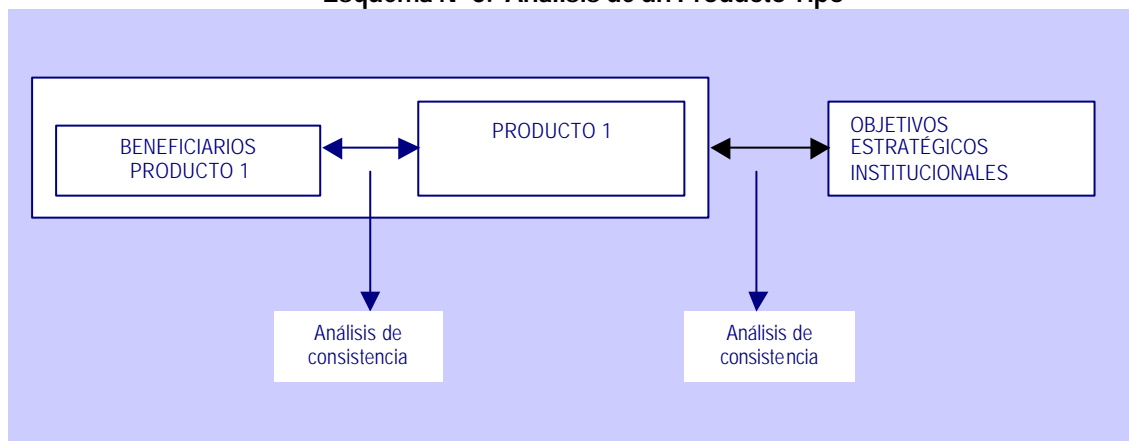 Análisis de un Producto Tipo
BENEFICIARIOS
PRODUCTO 1
PRODUCTO 1
OBJETIVOS
ESTRATÉGICOS
INSTITUCIONALES
Análisis de
consistencia
Análisis de
consistencia